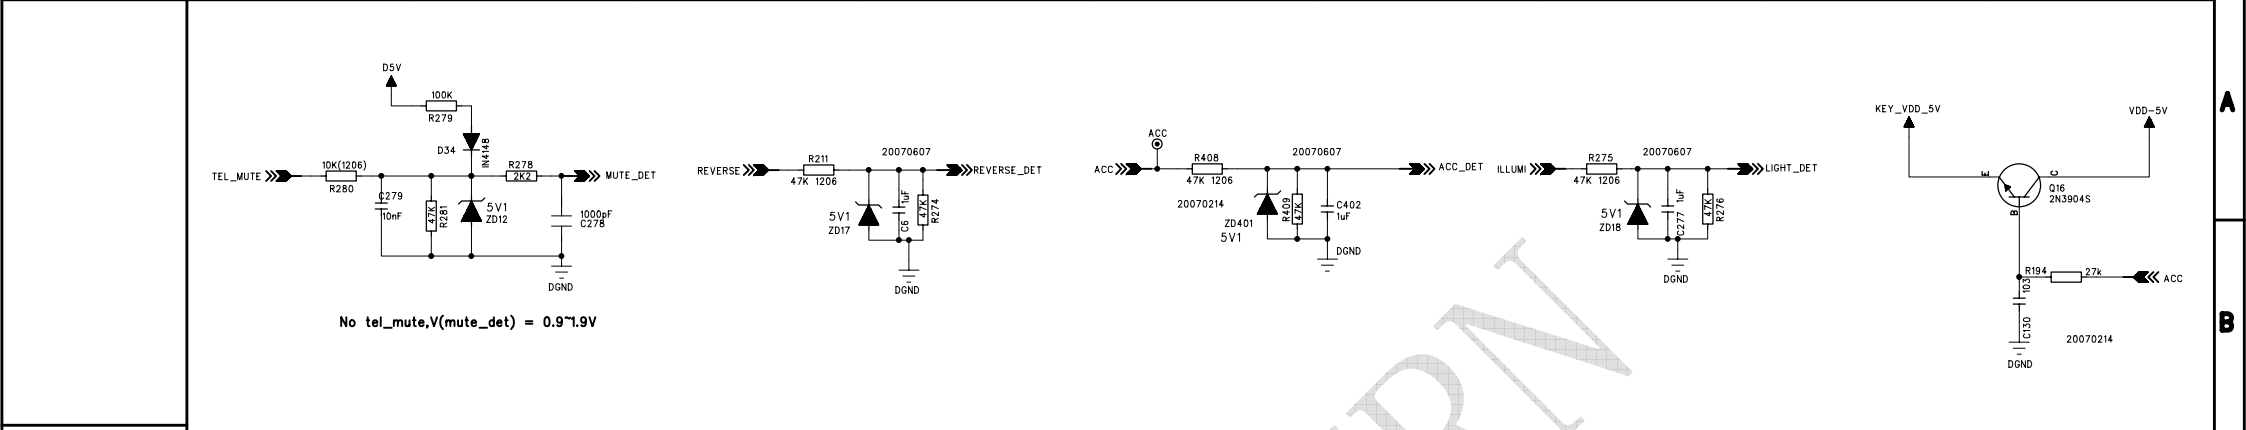 D5V
100K
R279
D34
IN4148
TEL_MUTE
10K(1206)
R280
C279
10nF
47K
R281
5V1
ZD12
R278
2K2
MUTE_DET
1000pF
C278
DGND
No tel_mute,V(mute_det) = 0.9~1.9V
REVERSE
R211
47K 1206
20070607
REVERSE_DET
5V1
ZD17
1uF
C6
47K
R274
DGND
ACC
ACC
R408
47K 1206
20070607
ACC_DET
20070214
ZD401
5V1
R409
47K
C402
1uF
DGND
ILLUMI
R275
47K 1206
20070607
LIGHT_DET
5V1
ZD18
1uF
C277
47K
R276
DGND
KEY_VDD_5V
VDD-5V
E
C
B
Q16
2N3904S
R194
27k
ACC
103
C130
DGND
20070214
A
B
RN